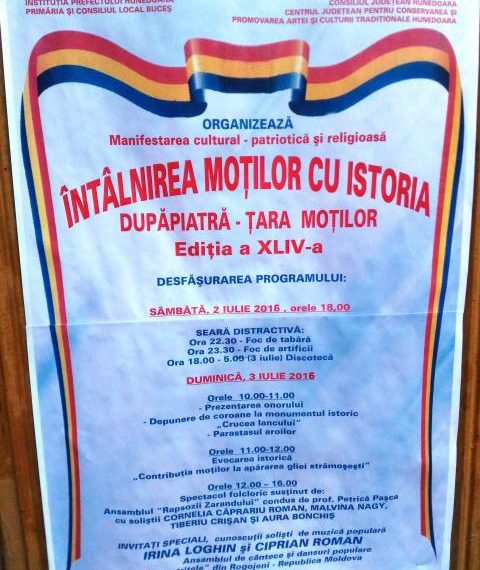 INSTITUȚIA PREFECTULUI HUNEDOARA
PRIMĂRIA ȘI CONSILIUL LOCAL BUCEȘ
CONSILIUL JUDEȚEAN HUNEDOARA
CENTRUL JUDEȚEAN PENTRU CONSERVAREA ȘI
PROMOVAREA ARTEI ȘI CULTURII TRADIȚIONALE HUNEDOARA
ORGANIZEAZĂ
Manifestarea cultural - patriotică și religioasă
ÎNTÂLNIREA MOȚILOR CU ISTORIA
DUPĂPIATRĂ - ȚARA MOȚILOR
Ediția a XLIV-a
DESFĂȘURAREA PROGRAMULUI:
SÂMBĂTĂ, 2 IULIE 2016 , orele 18,00
SEARĂ DISTRACTIVĂ:
Ora 22.30 - Foc de tabără
Ora 23.30 - Foc de artificii
Ora 18.00 - 5.00 (3 iulie) Discotecă
DUMINICĂ, 3 IULIE 2016
Orele 10.00-11.00
- Prezentarea onorului
- Depunere de coroane la monumentul istoric
„Crucea Iancului”
- Parastasul eroilor
Orele 11.00-12.00
Evocarea istorică
„Contribuția moților la apărarea gliei strămoșești”
Orele 12.00 – 16.00
Spectacol folcloric susținut de:
Ansamblul “Rapsozii Zarandului” condus de prof. Petrică Pașca
cu soliștii CORNELIA CĂPRARIU ROMAN, MALVINA NAGY,
TIBERIU CRIȘAN ȘI AURA BONCHIȘ
INVITAȚI SPECIALI, cunoscuții soliști de muzică populară
IRINA LOGHIN și CIPRIAN ROMAN
Ansamblul de cântece și dansuri populare
din Rogojeni - Republica Moldova